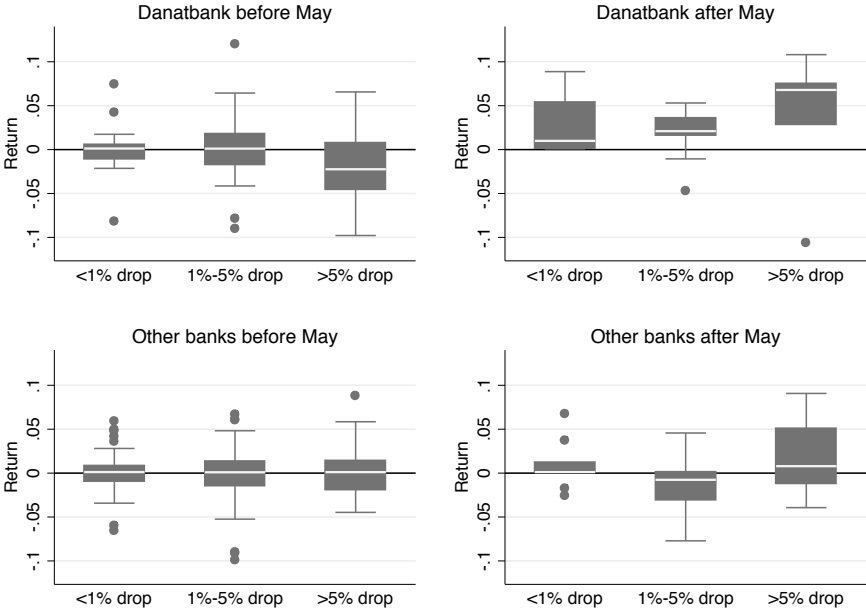 Danatbank before May
Danatbank after May
Return
.1
.05
0
-.05
-.1
<1% drop
1%-5% drop
>5% drop
Return
.1
.05
0
-.05
-.1
<1% drop
1%-5% drop
>5% drop
Other banks before May
Other banks after May
Return
.1
.05
0
-.05
-.1
<1% drop
1%-5% drop
>5% drop
Return
.1
.05
0
-.05
-.1
<1% drop
1%-5% drop
>5% drop